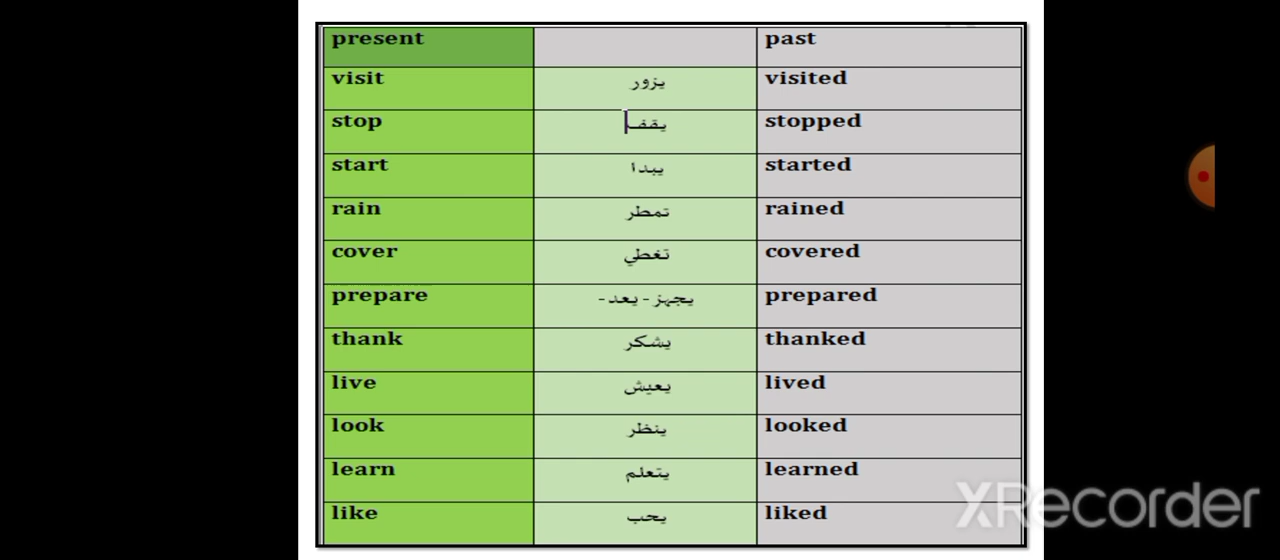 present past
visit يزور visited
stop يقف stopped
start يبدا started
rain تمطر rained
cover تغطي covered
prepare يجهز - يعد - prepared
thank يشكر thanked
live يعيش lived
look ينظر looked
learn يتعلم learned
like يحب liked
XRecorder